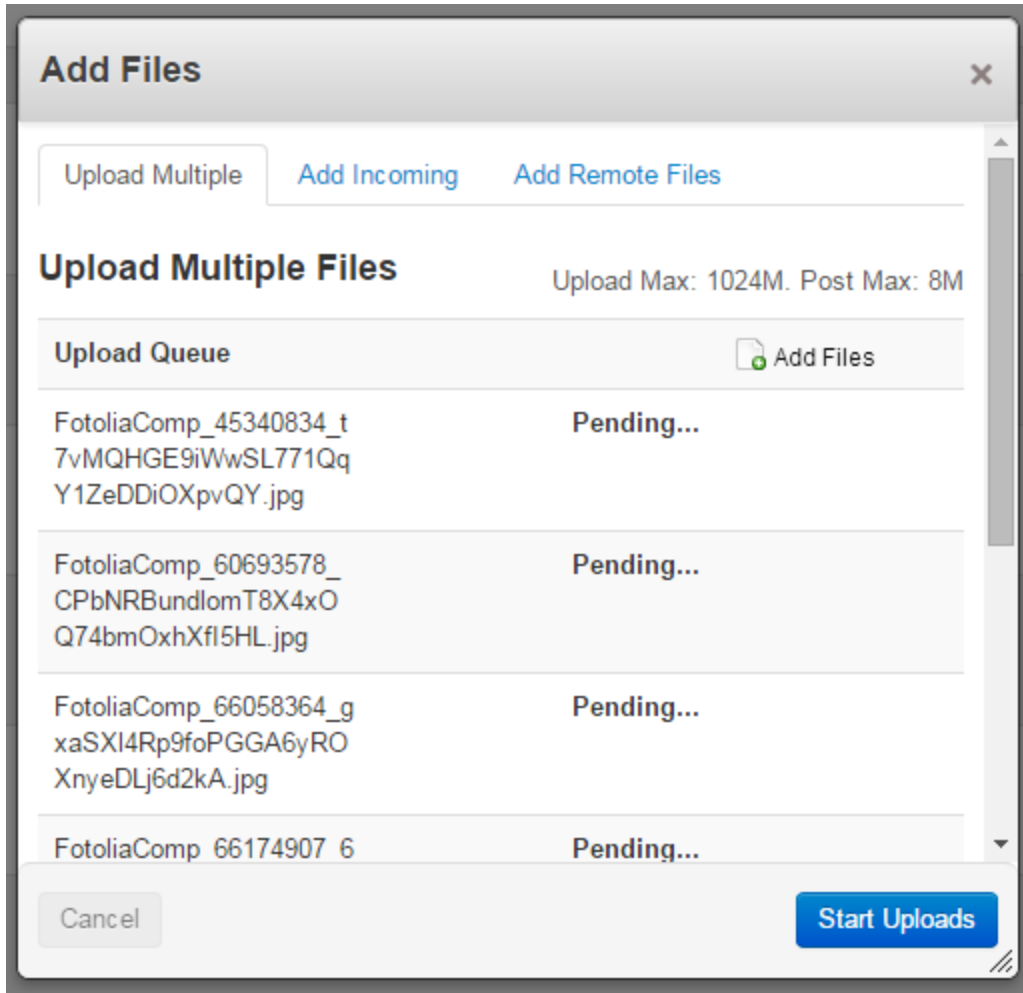 Add Files
×
Upload Multiple
Add Incoming
Add Remote Files
Upload Multiple Files
Upload Max: 1024M. Post Max: 8M
Upload Queue
Add Files
FotoliaComp_45340834_t
7vMQHGE9iWwSL771Qq
Y1ZeDDiOXpvQY.jpg
Pending...
FotoliaComp_60693578_
CPbNRBundlomT8X4xO
Q74bmOxhXfI5HL.jpg
Pending...
FotoliaComp_66058364_g
xaSXI4Rp9foPGGA6yRO
XnyeDLj6d2kA.jpg
Pending...
FotoliaComp_66174907_6
Pending...
Cancel
Start Uploads